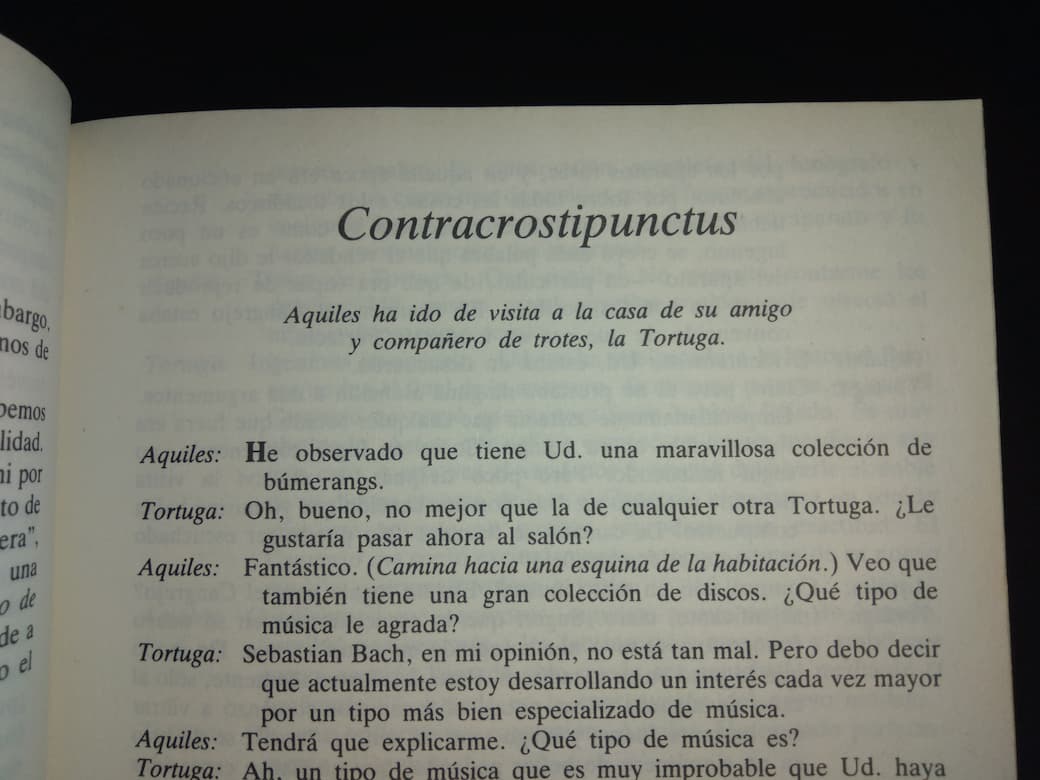 bargo,
nos de
bemos
lidad.
ni por
to de
era",
una
o de
de a
o el
Contracrostipunctus
Aquiles ha ido de visita a la casa de su amigo
y compañero de trotes, la Tortuga.
Aquiles: He observado que tiene Ud. una maravillosa colección de
búmerangs.
Tortuga: Oh, bueno, no mejor que la de cualquier otra Tortuga. ¿Le
gustaría pasar ahora al salón?
Aquiles: Fantástico. (Camina hacia una esquina de la habitación.) Veo que
también tiene una gran colección de discos. ¿Qué tipo de
música le agrada?
Tortuga: Sebastian Bach, en mi opinión, no está tan mal. Pero debo decir
que actualmente estoy desarrollando un interés cada vez mayor
por un tipo más bien especializado de música.
Aquiles: Tendrá que explicarme. ¿Qué tipo de música es?
Tortuga: Ah, un tipo de música que es muy improbable que Ud. haya